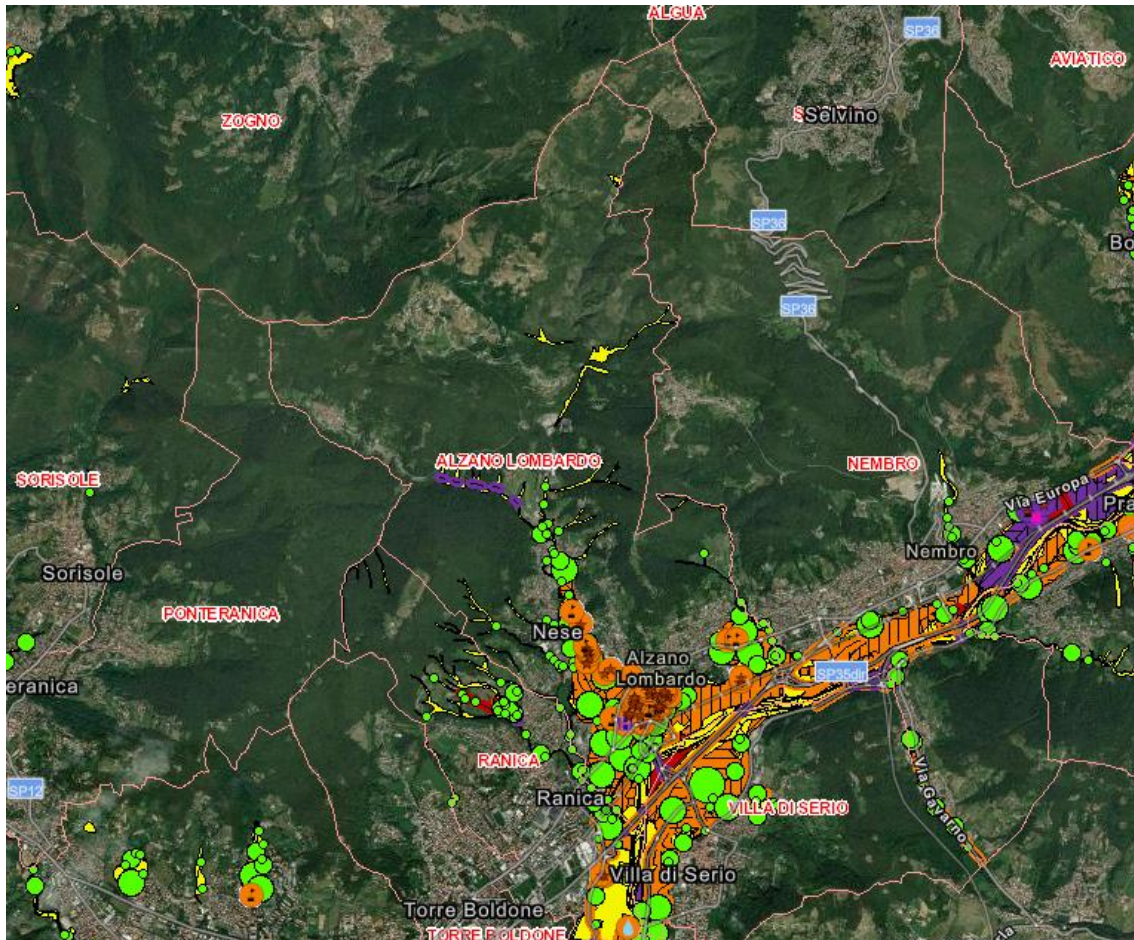 ALGUA
SP36
AVIATICO
ZOGNO
Selvino
SP36
Bo
SP36
ALZANO LOMBARDO
SORISOLE
NEMBRO
Via Europa
Pra
Nembro
Sorisole
PONTERANICA
Nese
Alzano
Lombardo
SP35dir
eranica
RANICA
SP12
Ranica
VILLA DI SERIO
Via Gavarno
Villa di Serio
Torre Boldone
TORRE BOLDONE